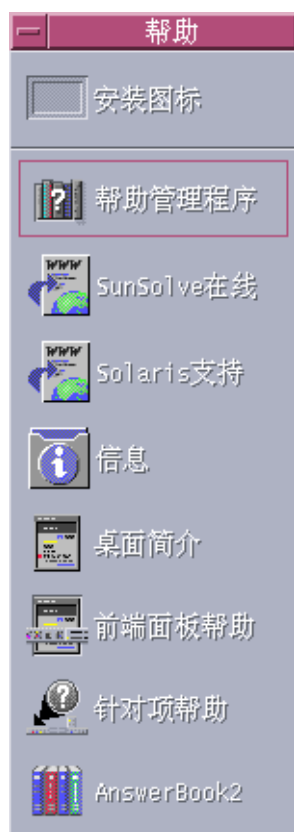 帮助
安装图标
帮助管理程序
WWW
SunSolve在线
WWW
Solaris支持
信息
桌面简介
前端面板帮助
针对项帮助
AnswerBook2